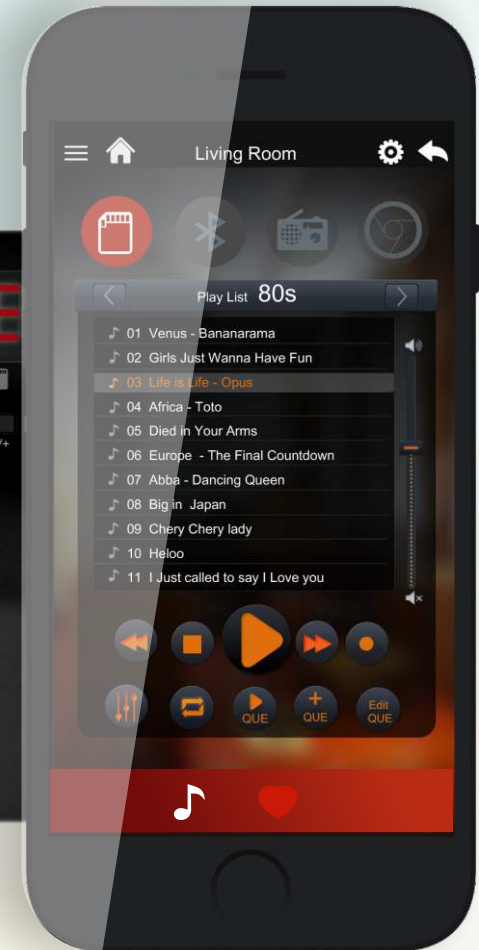 Living Room
Play List 80s
01 Venus - Bananarama
02 Girls Just Wanna Have Fun
03 Life is Life - Opus
04 Africa - Toto
05 Died in Your Arms
06 Europe - The Final Countdown
07 Abba - Dancing Queen
08 Big in Japan
09 Chery Chery lady
10 Heloo
11 I Just called to say I Love you
QUE
QUE
Edit
QUE